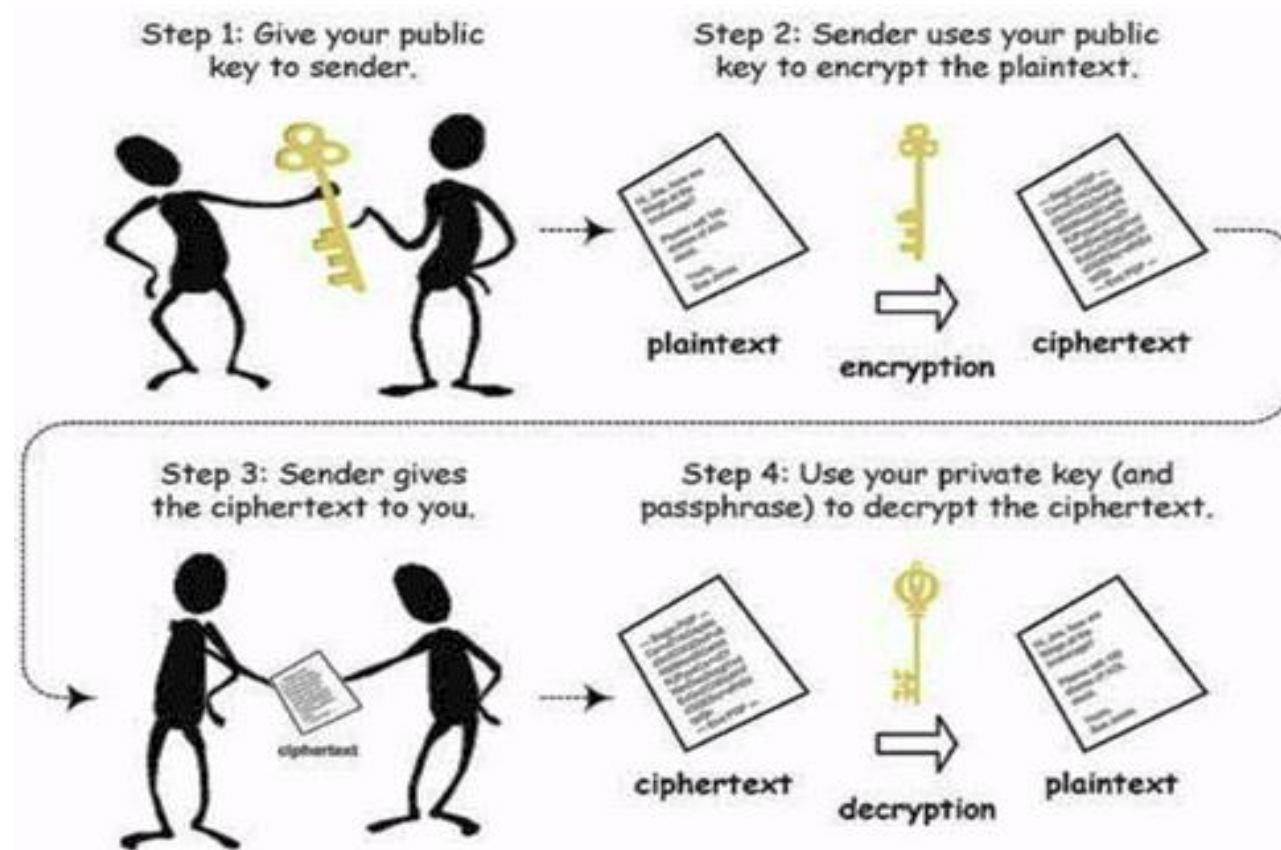 Step 1: Give your public
key to sender.
Step 2: Sender uses your public
key to encrypt the plaintext.
plaintext
encryption
ciphertext
Step 3: Sender gives
the ciphertext to you.
Step 4: Use your private key (and
passphrase) to decrypt the ciphertext.
ciphertext
ciphertext
decryption
plaintext